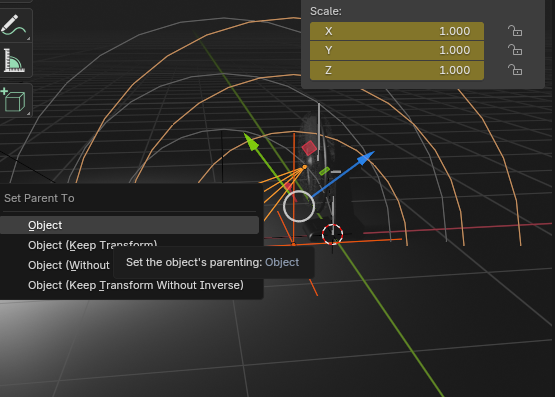 Scale:
X 1.000
Y 1.000
Z 1.000
Set Parent To
Object
Object (Keep Transform)
Object (Without
Set the object's parenting: Object
Object (Keep Transform Without Inverse)